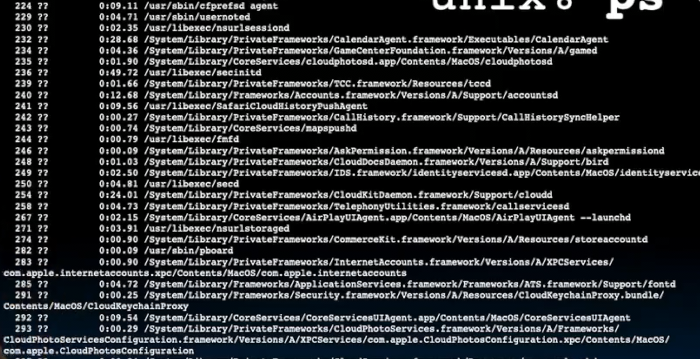 unix: ps
224 ?? 0:09.11 /usr/sbin/cfprefsd agent
229 ?? 0:04.71 /usr/sbin/usernoted
230 ?? 0:02.35 /usr/libexec/nsurlsessiond
232 ?? 0:28.68 /System/Library/PrivateFrameworks/CalendarAgent.framework/Executables/CalendarAgent
234 ?? 0:04.36 /System/Library/PrivateFrameworks/GameCenterFoundation.framework/Versions/A/gamed
235 ?? 0:01.90 /System/Library/CoreServices/cloudphotosd.app/Contents/MacOS/cloudphotosd
236 ?? 0:49.72 /usr/libexec/secinitd
239 ?? 0:01.66 /System/Library/PrivateFrameworks/TCC.framework/Resources/tccd
240 ?? 0:12.68 /System/Library/Frameworks/Accounts.framework/Versions/A/Support/accountsd
241 ?? 0:09.56 /usr/libexec/SafariCloudHistoryPushAgent
242 ?? 0:00.27 /System/Library/PrivateFrameworks/CallHistory.framework/Support/CallHistorySyncHelper
243 ?? 0:00.74 /System/Library/CoreServices/mapspushd
244 ?? 0:00.79 /usr/libexec/fmfd
246 ?? 0:00.09 /System/Library/PrivateFrameworks/AskPermission.framework/Versions/A/Resources/askpermissiond
248 ?? 0:01.03 /System/Library/PrivateFrameworks/CloudDocsDaemon.framework/Versions/A/Support/bird
249 ?? 0:02.50 /System/Library/PrivateFrameworks/IDS.framework/identityservicesd.app/Contents/MacOS/identityservice
250 ?? 0:04.81 /usr/libexec/secd
254 ?? 0:24.01 /System/Library/PrivateFrameworks/CloudKitDaemon.framework/Support/cloudd
258 ?? 0:04.73 /System/Library/PrivateFrameworks/TelephonyUtilities.framework/callservicesd
267 ?? 0:02.15 /System/Library/CoreServices/AirPlayUIAgent.app/Contents/MacOS/AirPlayUIAgent --launchd
271 ?? 0:03.91 /usr/libexec/nsurlstoraged
274 ?? 0:00.90 /System/Library/PrivateFrameworks/CommerceKit.framework/Versions/A/Resources/storeaccountd
282 ?? 0:00.09 /usr/sbin/pboard
283 ?? 0:00.90 /System/Library/PrivateFrameworks/InternetAccounts.framework/Versions/A/XPCServices/
com.apple.internetaccounts.xpc/Contents/MacOS/com.apple.internetaccounts
285 ?? 0:04.72 /System/Library/Frameworks/ApplicationServices.framework/Frameworks/ATS.framework/Support/fontd
291 ?? 0:00.25 /System/Library/Frameworks/Security.framework/Versions/A/Resources/CloudKeychainProxy.bundle/
Contents/MacOS/CloudKeychainProxy
292 ?? 0:09.54 /System/Library/CoreServices/CoreServicesUIAgent.app/Contents/MacOS/CoreServicesUIAgent
293 ?? 0:00.29 /System/Library/PrivateFrameworks/CloudPhotoServices.framework/Versions/A/Frameworks/
CloudPhotoServicesConfiguration.framework/Versions/A/XPCServices/com.apple.CloudPhotosConfiguration.xpc/Contents/MacOS/
com.apple.CloudPhotosConfiguration